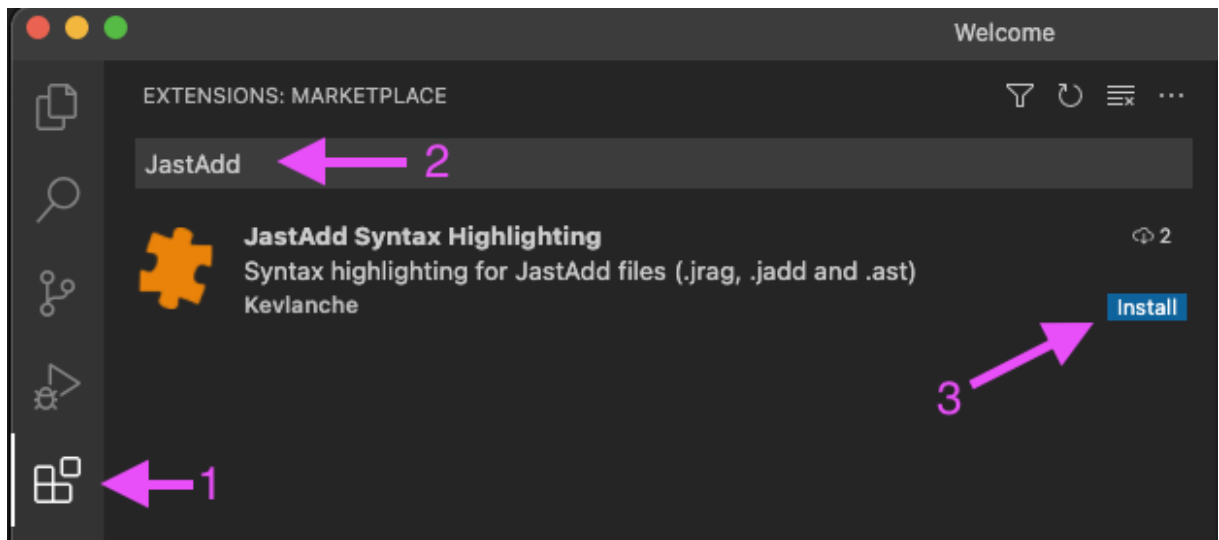 Welcome
EXTENSIONS: MARKETPLACE
JastAdd
2
JastAdd Syntax Highlighting
2
Syntax highlighting for JastAdd files (.jrag, .jadd and .ast)
Kevlanche
Install
3
1